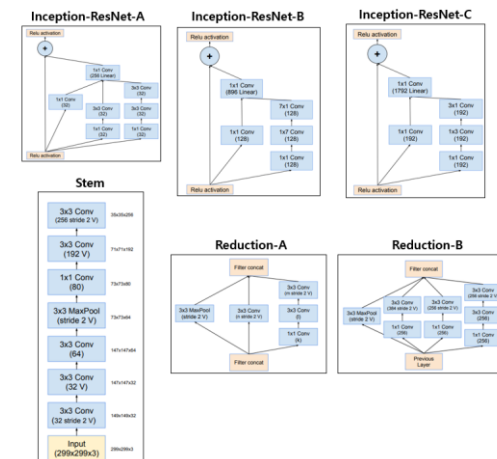 Inception-ResNet-A
Relu activation
+
1x1 Conv
(256 Linear)
1x1 Conv
(32)
3x3 Conv
(32)
3x3 Conv
(32)
3x3 Conv
(32)
1x1 Conv
(32)
1x1 Conv
(32)
Relu activation
Inception-ResNet-B
Relu activation
+
1x1 Conv
(896 Linear)
7x1 Conv
(128)
1x1 Conv
(128)
1x7 Conv
(128)
1x1 Conv
(128)
Relu activation
Inception-ResNet-C
Relu activation
+
1x1 Conv
(1792 Linear)
3x1 Conv
(192)
1x1 Conv
(192)
1x3 Conv
(192)
1x1 Conv
(192)
Relu activation
Stem
3x3 Conv
(256 stride 2 V)
35x35x256
3x3 Conv
(192 V)
71x71x192
1x1 Conv
(80)
73x73x80
3x3 MaxPool
(stride 2 V)
73x73x64
3x3 Conv
(64)
147x147x64
3x3 Conv
(32 V)
147x147x32
3x3 Conv
(32 stride 2 V)
149x149x32
Input
(299x299x3)
299x299x3
Reduction-A
Filter concat
3x3 MaxPool
(stride 2 V)
3x3 Conv
(n stride 2 V)
3x3 Conv
(m stride 2 V)
3x3 Conv
(l)
1x1 Conv
(k)
Filter concat
Reduction-B
Filter concat
3x3 MaxPool
(stride 2 V)
3x3 Conv
(384 stride 2 V)
3x3 Conv
(256 stride 2 V)
3x3 Conv
(256 stride 2 V)
3x3 Conv
(256)
1x1 Conv
(256)
1x1 Conv
(256)
1x1 Conv
(256)
Previous
Layer